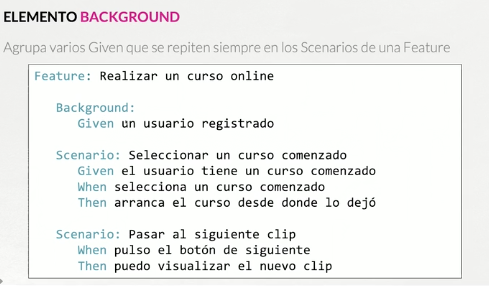 ELEMENTO BACKGROUND
Agrupa varios Given que se repiten siempre en los Scenarios de una Feature
Feature: Realizar un curso online
Background:
Given un usuario registrado
Scenario: Seleccionar un curso comenzado
Given el usuario tiene un curso comenzado
When selecciona un curso comenzado
Then arranca el curso desde donde lo dejó
Scenario: Pasar al siguiente clip
When pulso el botón de siguiente
Then puedo visualizar el nuevo clip